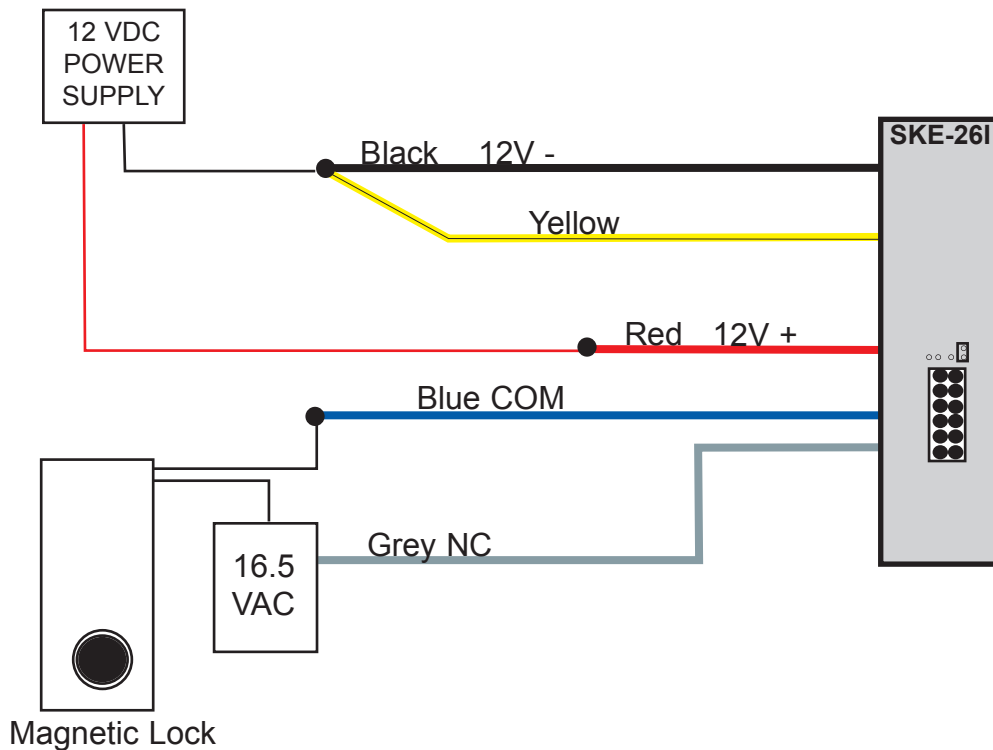 12 VDC
POWER
SUPPLY
SKE-26I
Black 12V -
Yellow
Red 12V +
Blue COM
Grey NC
16.5
VAC
Magnetic Lock